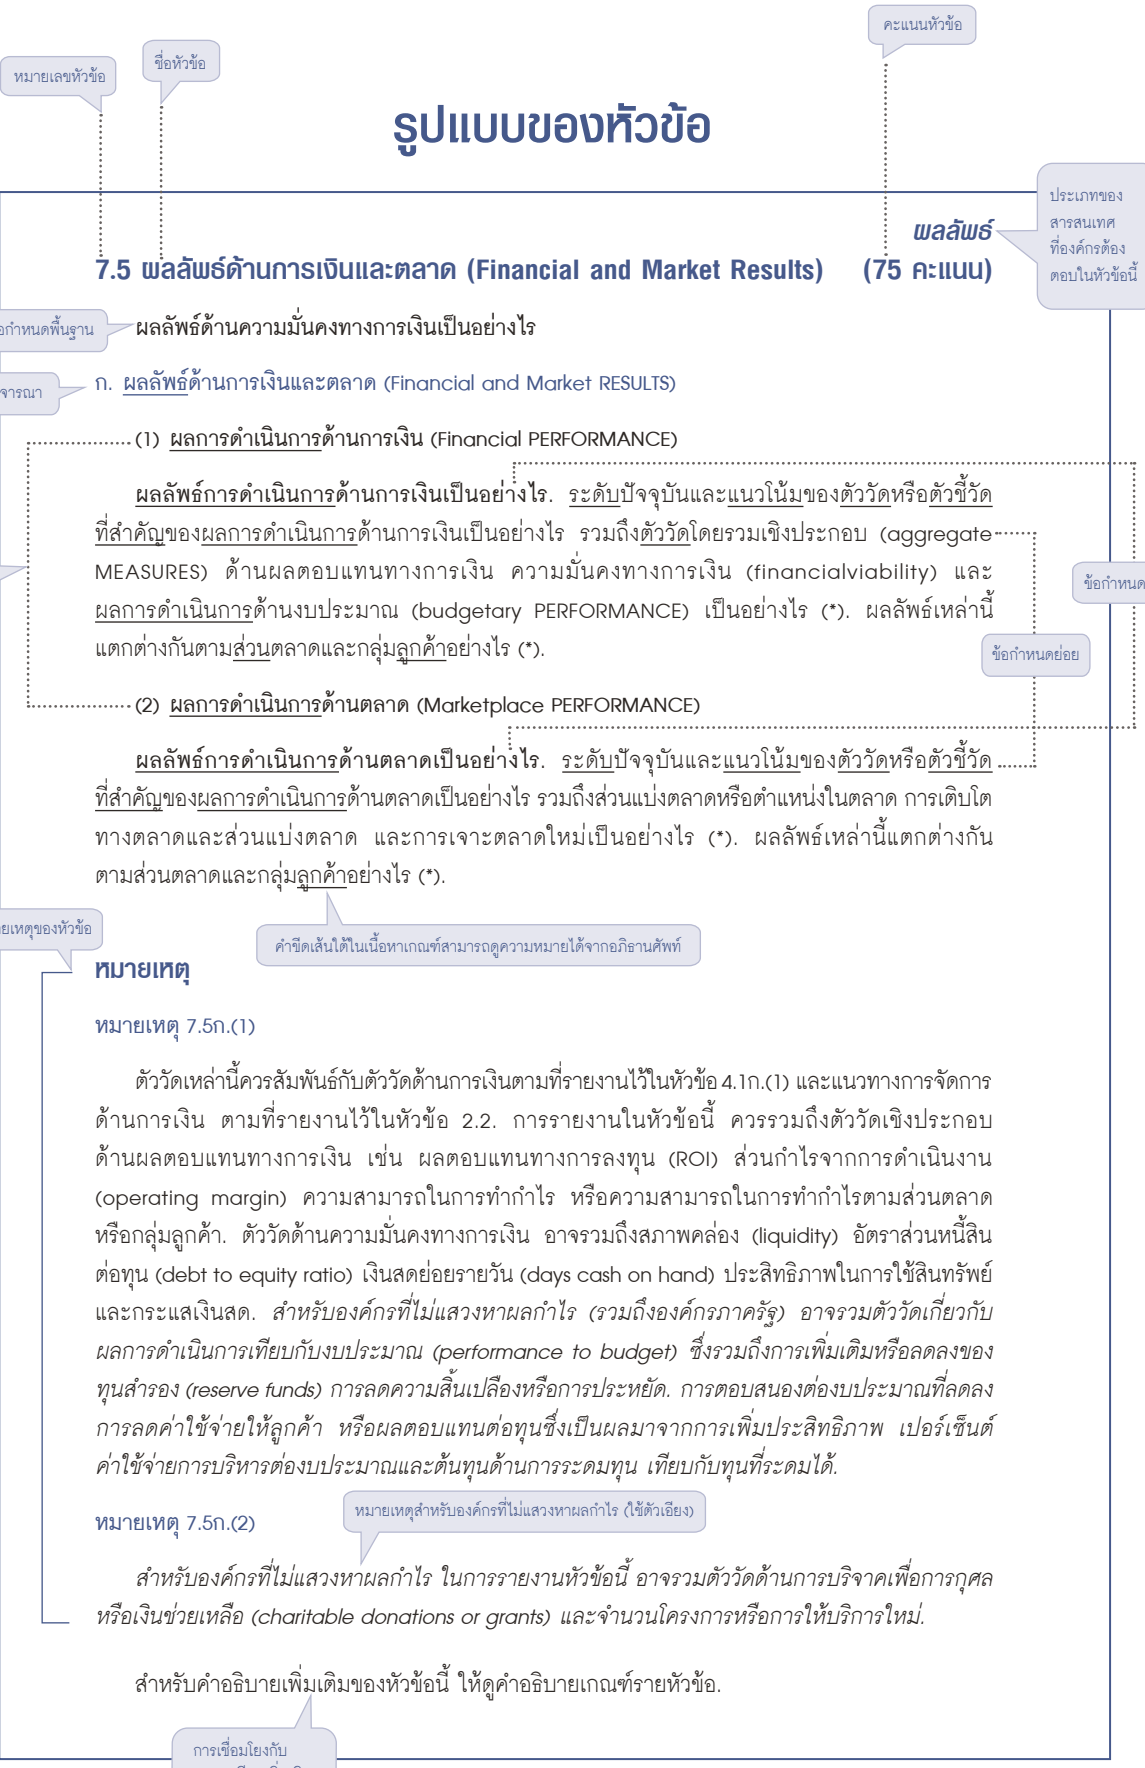 คะแนนหัวข้อ
ชื่อหัวข้อ
หมายเลขหัวข้อ
รูปแบบของหัวข้อ
ประเภทของ
สารสนเทศ
ที่องค์กรต้อง
ตอบในหัวข้อนี้
ผลลัพธ์
7.5 ผลลัพธ์ด้านการเงินและตลาด (Financial and Market Results) (75 คะแนน)
กำหนดพื้นฐาน
ผลลัพธ์ด้านความมั่นคงทางการเงินเป็นอย่างไร
จารณา
ก. ผลลัพธ์ด้านการเงินและตลาด (Financial and Market RESULTS)
(1) ผลการดำเนินการด้านการเงิน (Financial PERFORMANCE)
ผลลัพธ์การดำเนินการด้านการเงินเป็นอย่างไร. ระดับปัจจุบันและแนวโน้มของตัววัดหรือตัวชี้วัด
ที่สำคัญของผลการดำเนินการด้านการเงินเป็นอย่างไร รวมถึงตัววัดโดยรวมเชิงประกอบ (aggregate
MEASURES) ด้านผลตอบแทนทางการเงิน ความมั่นคงทางการเงิน (financialviability) และ
ผลการดำเนินการด้านงบประมาณ (budgetary PERFORMANCE) เป็นอย่างไร (*). ผลลัพธ์เหล่านี้
แตกต่างกันตามส่วนตลาดและกลุ่มลูกค้าอย่างไร (*).
ข้อกำหนด
ข้อกำหนดย่อย
(2) ผลการดำเนินการด้านตลาด (Marketplace PERFORMANCE)
ผลลัพธ์การดำเนินการด้านตลาดเป็นอย่างไร. ระดับปัจจุบันและแนวโน้มของตัววัดหรือตัวชี้วัด
ที่สำคัญของผลการดำเนินการด้านตลาดเป็นอย่างไร รวมถึงส่วนแบ่งตลาดหรือตำแหน่งในตลาด การเติบโต
ทางตลาดและส่วนแบ่งตลาด และการเจาะตลาดใหม่เป็นอย่างไร (*). ผลลัพธ์เหล่านี้แตกต่างกัน
ตามส่วนตลาดและกลุ่มลูกค้าอย่างไร (*).
ยเหตุของหัวข้อ
คำขีดเส้นใต้ในเนื้อหาเกณฑ์สามารถดูความหมายได้จากอภิธานศัพท์
หมายเหตุ
หมายเหตุ 7.5ก.(1)
ตัววัดเหล่านี้ควรสัมพันธ์กับตัววัดด้านการเงินตามที่รายงานไว้ในหัวข้อ 4.1ก.(1) และแนวทางการจัดการ
ด้านการเงิน ตามที่รายงานไว้ในหัวข้อ 2.2. การรายงานในหัวข้อนี้ ควรรวมถึงตัววัดเชิงประกอบ
ด้านผลตอบแทนทางการเงิน เช่น ผลตอบแทนทางการลงทุน (ROI) ส่วนกำไรจากการดำเนินงาน
(operating margin) ความสามารถในการทำกำไร หรือความสามารถในการทำกำไรตามส่วนตลาด
หรือกลุ่มลูกค้า. ตัววัดด้านความมั่นคงทางการเงิน อาจรวมถึงสภาพคล่อง (liquidity) อัตราส่วนหนี้สิน
ต่อทุน (debt to equity ratio) เงินสดย่อยรายวัน (days cash on hand) ประสิทธิภาพในการใช้สินทรัพย์
และกระแสเงินสด. สำหรับองค์กรที่ไม่แสวงหาผลกำไร (รวมถึงองค์กรภาครัฐ) อาจรวมตัววัดเกี่ยวกับ
ผลการดำเนินการเทียบกับงบประมาณ (performance to budget) ซึ่งรวมถึงการเพิ่มเติมหรือลดลงของ
ทุนสำรอง (reserve funds) การลดความสิ้นเปลืองหรือการประหยัด. การตอบสนองต่องบประมาณที่ลดลง
การลดค่าใช้จ่ายให้ลูกค้า หรือผลตอบแทนต่อทุนซึ่งเป็นผลมาจากการเพิ่มประสิทธิภาพ เปอร์เซ็นต์
ค่าใช้จ่ายการบริหารต่องบประมาณและต้นทุนด้านการระดมทุน เทียบกับทุนที่ระดมได้.
หมายเหตุสำหรับองค์กรที่ไม่แสวงหาผลกำไร (ใช้ตัวเอียง)
หมายเหตุ 7.5ก.(2)
สำหรับองค์กรที่ไม่แสวงหาผลกำไร ในการรายงานหัวข้อนี้ อาจรวมตัววัดด้านการบริจาคเพื่อการกุศล
หรือเงินช่วยเหลือ (charitable donations or grants) และจำนวนโครงการหรือการให้บริการใหม่.
สำหรับคำอธิบายเพิ่มเติมของหัวข้อนี้ ให้ดูคำอธิบายเกณฑ์รายหัวข้อ.
การเชื่อมโยงกับ